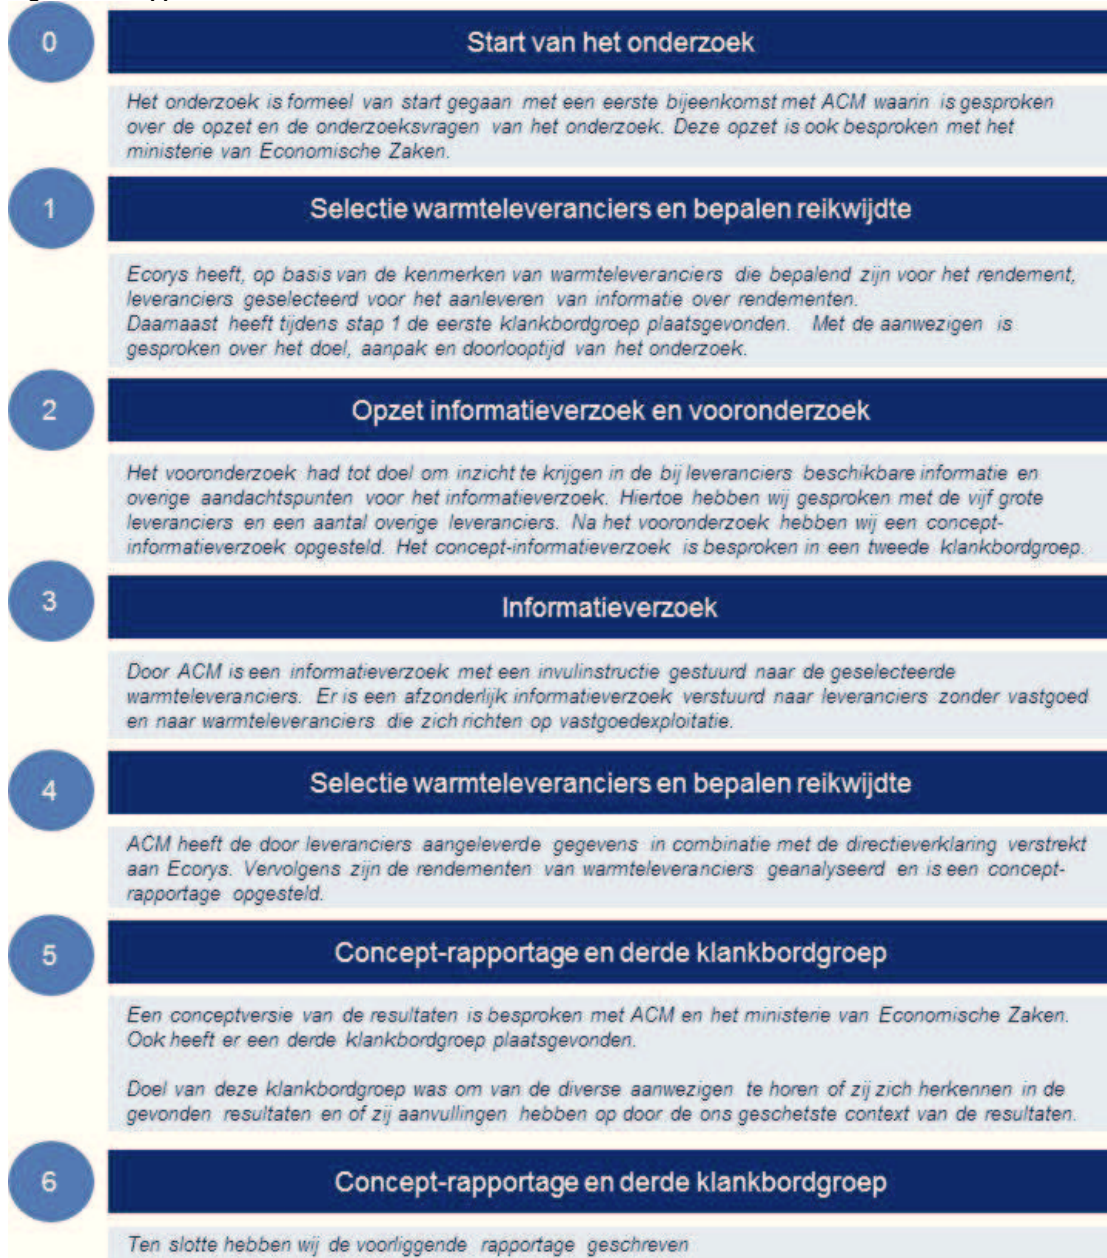 0
Start van het onderzoek
Het onderzoek is formeel van start gegaan met een eerste bijeenkomst met ACM waarin is gesproken
over de opzet en de onderzoeksvragen van het onderzoek. Deze opzet is ook besproken met het
ministerie van Economische Zaken.
1
Selectie warmteleveranciers en bepalen reikwijdte
Ecorys heeft, op basis van de kenmerken van warmteleveranciers die bepalend zijn voor het rendement,
leveranciers geselecteerd voor het aanleveren van informatie over rendementen.
Daarnaast heeft tijdens stap 1 de eerste klankbordgroep plaatsgevonden. Met de aanwezigen is
gesproken over het doel, aanpak en doorlooptijd van het onderzoek.
2
Opzet informatieverzoek en vooronderzoek
Het vooronderzoek had tot doel om inzicht te krijgen in de bij leveranciers beschikbare informatie en
overige aandachtspunten voor het informatieverzoek. Hiertoe hebben wij gesproken met de vijf grote
leveranciers en een aantal overige leveranciers. Na het vooronderzoek hebben wij een concept-
informatieverzoek opgesteld. Het concept-informatieverzoek is besproken in een tweede klankbordgroep.
3
Informatieverzoek
Door ACM is een informatieverzoek met een invulinstructie gestuurd naar de geselecteerde
warmteleveranciers. Er is een afzonderlijk informatieverzoek verstuurd naar leveranciers zonder vastgoed
en naar warmteleveranciers die zich richten op vastgoedexploitatie.
4
Selectie warmteleveranciers en bepalen reikwijdte
ACM heeft de door leveranciers aangeleverde gegevens in combinatie met de directieverklaring verstrekt
aan Ecorys. Vervolgens zijn de rendementen van warmteleveranciers geanalyseerd en is een concept-
rapportage opgesteld.
5
Concept-rapportage en derde klankbordgroep
Een conceptversie van de resultaten is besproken met ACM en het ministerie van Economische Zaken.
Ook heeft er een derde klankbordgroep plaatsgevonden.
Doel van deze klankbordgroep was om van de diverse aanwezigen te horen of zij zich herkennen in de
gevonden resultaten en of zij aanvullingen hebben op door de ons geschetste context van de resultaten.
6
Concept-rapportage en derde klankbordgroep
Ten slotte hebben wij de voorliggende rapportage geschreven